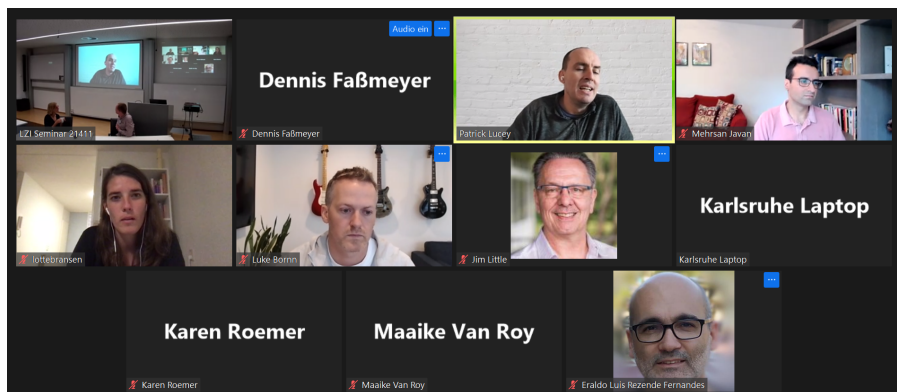 Audio ein
Dennis Faßmeyer
LZI Seminar 21411
Dennis Faßmeyer
Patrick Lucey
Mehrsan Javan
Karlsruhe Laptop
lottebransen
Luke Bornn
Jim Little
Karlsruhe Laptop
Karen Roemer
Maaike Van Roy
Karen Roemer
Maaike Van Roy
Eraldo Luis Rezende Fernandes